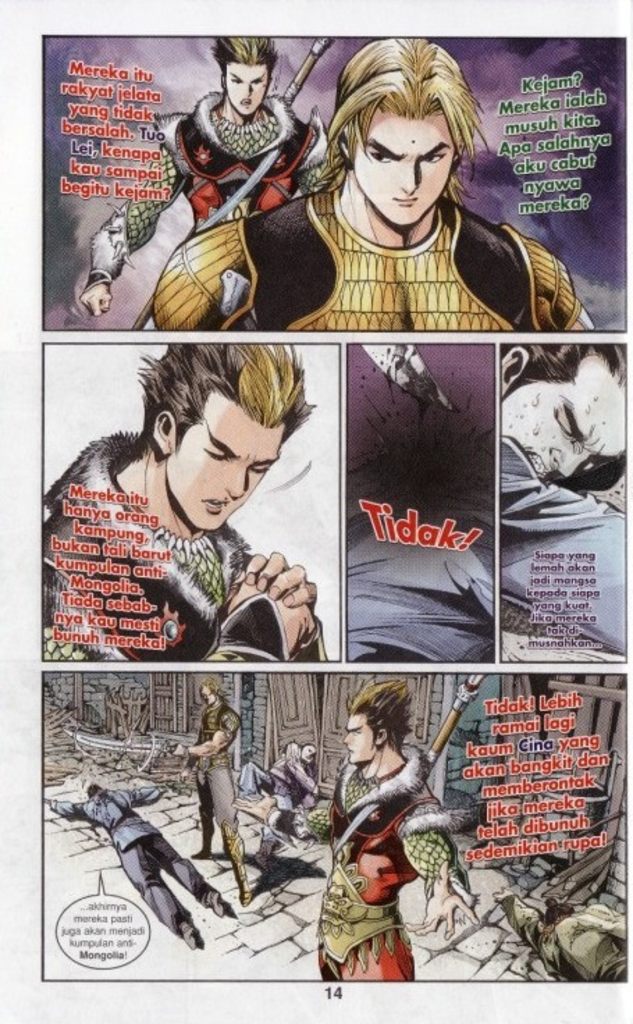 Mereka itu
rakyat jelata
yang tidak
bersalah. Tuo
Lei, kenapa
kau sampai
begitu kejam?
Kejam?
Mereka ialah
musuh kita.
Apa salahnya
aku cabut
nyawa
mereka?
Mereka itu
hanya orang
kampung,
bukan tali barut
kumpulan anti-
Mongolia.
Tiada sebab-
nya kau mesti
bunuh mereka!
Tidak!
Siapa yang
lemah akan
jadi mangsa
kepada siapa
yang kuat.
Jika mereka
tak di-
musnahkan...
Tidak! Lebih
ramai lagi
kaum Cina yang
akan bangkit dan
memberontak
jika mereka
telah dibunuh
sedemikian rupa!
...akhirnya
mereka pasti
juga akan menjadi
kumpulan anti-
Mongolia!
14